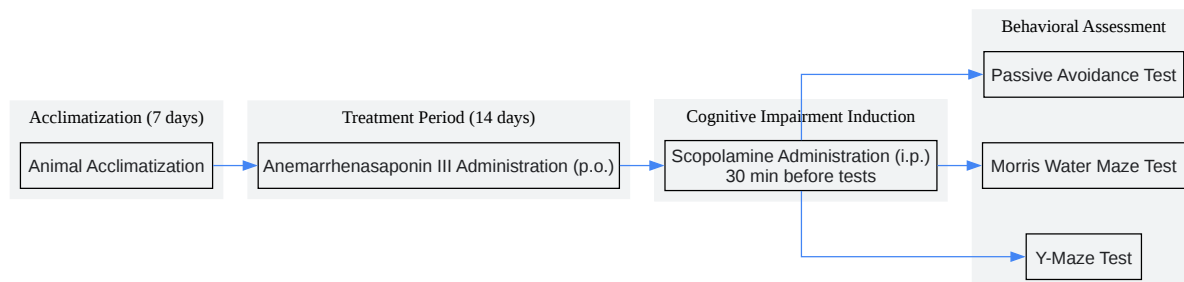 Acclimatization (7 days)
Animal Acclimatization
Treatment Period (14 days)
Anemarrhenasaponin III Administration (p.o.)
Cognitive Impairment Induction
Scopolamine Administration (i.p.)
30 min before tests
Behavioral Assessment
Passive Avoidance Test
Morris Water Maze Test
Y-Maze Test